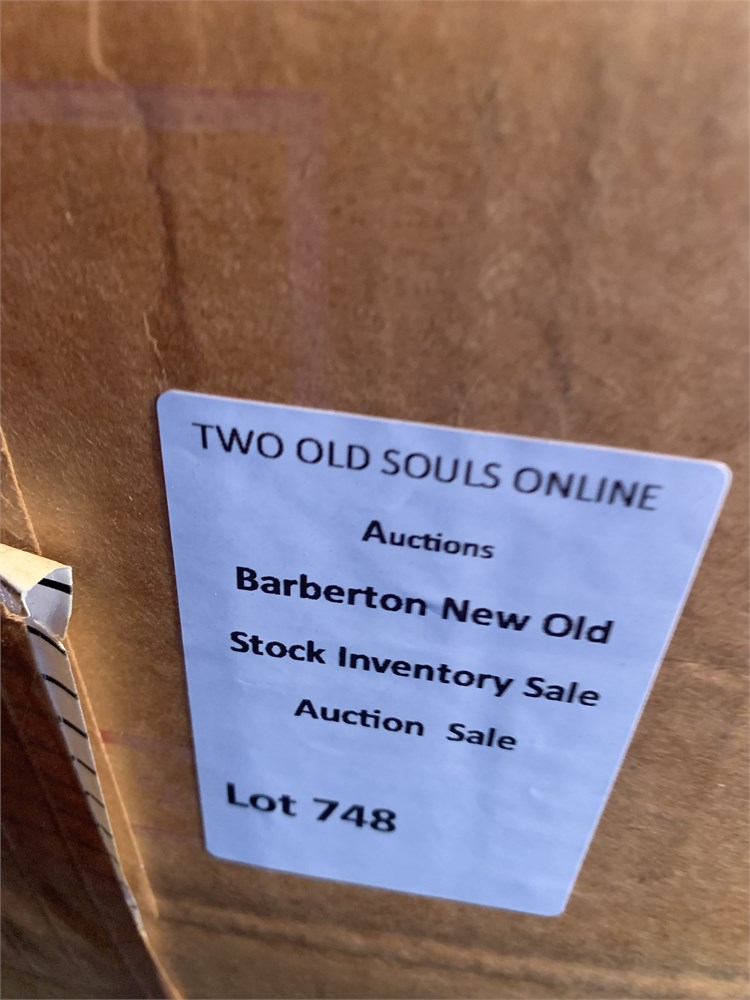 TWO OLD SOULS ONLINE
Auctions
Barberton New Old
Stock Inventory Sale
Auction Sale
Lot 748